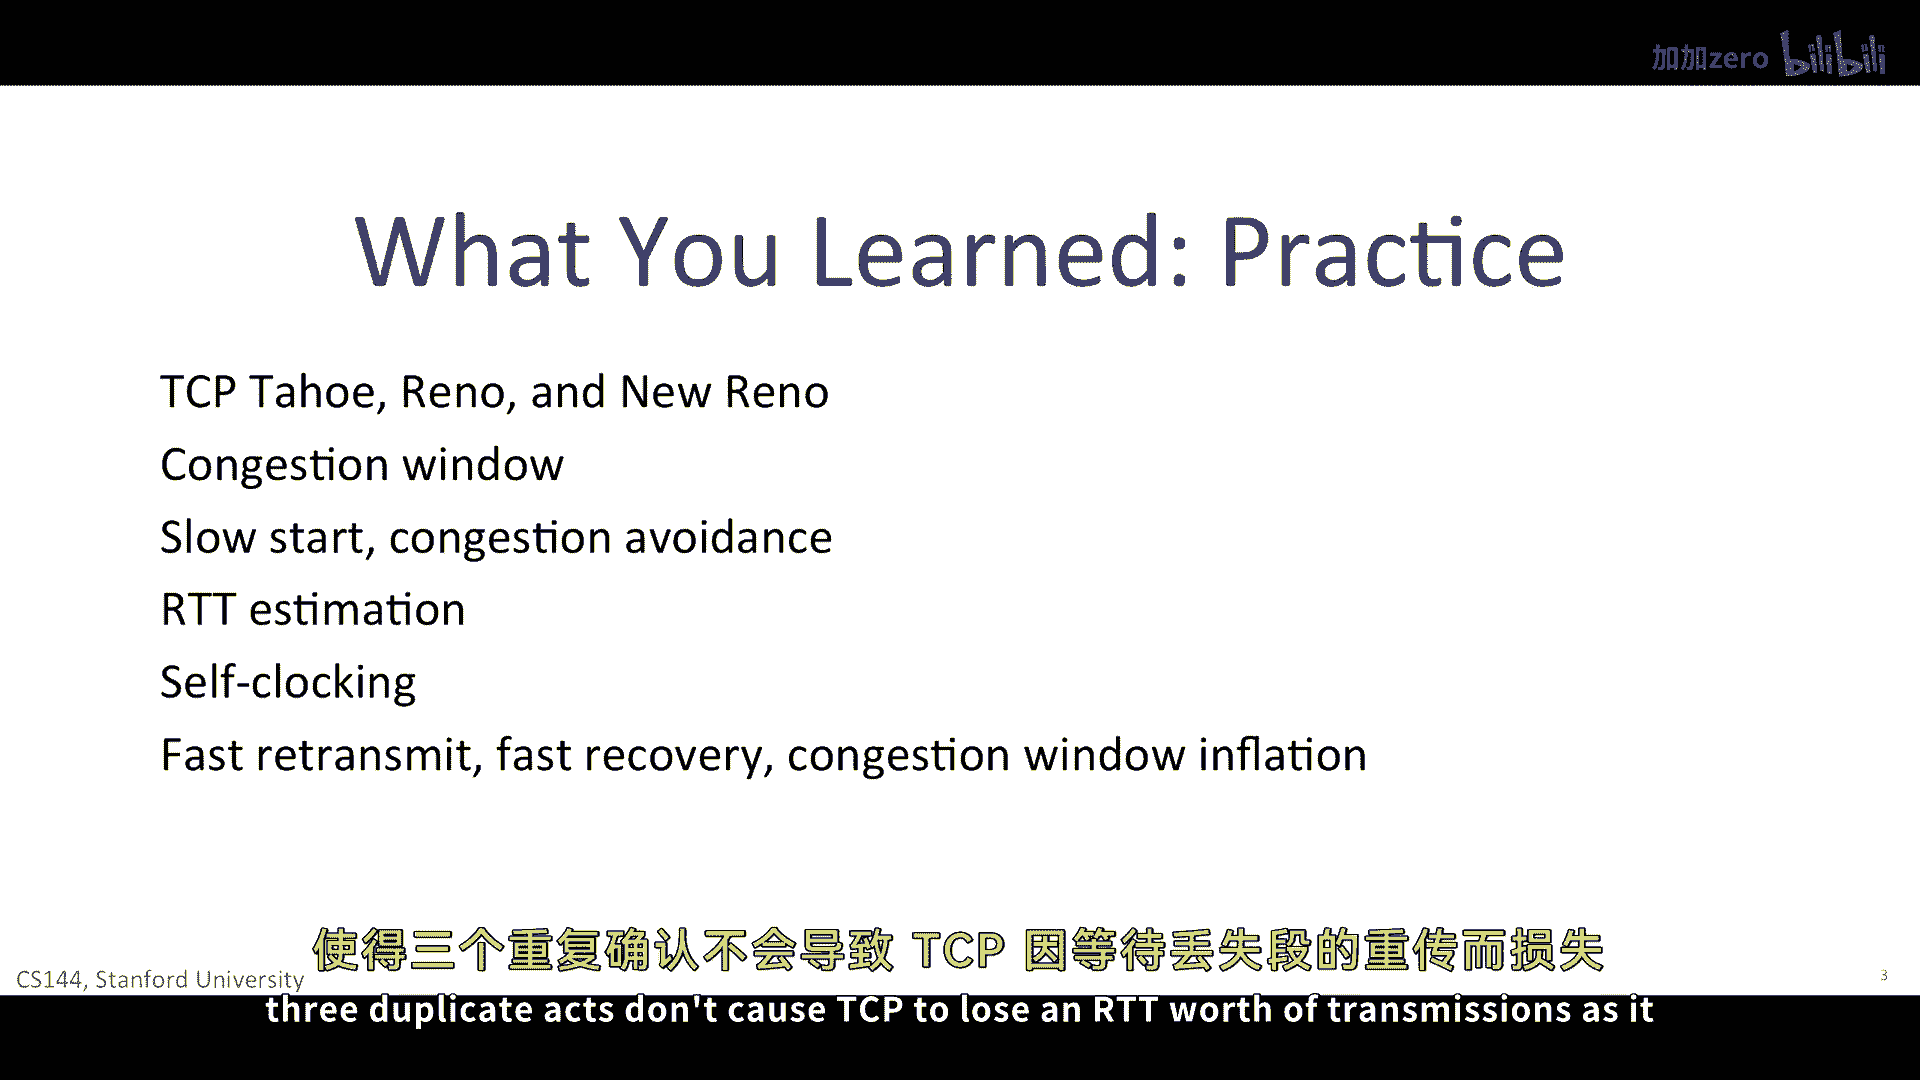 加加zero bilibili
What You Learned: Practice
TCP Tahoe, Reno, and New Reno
Congestion window
Slow start, congestion avoidance
RTT estimation
Self-clocking
Fast retransmit, fast recovery, congestion window inflation
使得三个重复确认不会导致 TCP 因等待丢失段的重传而损失
CS144, Stanford University
3
three duplicate acts don't cause TCP to lose an RTT worth of transmissions as it